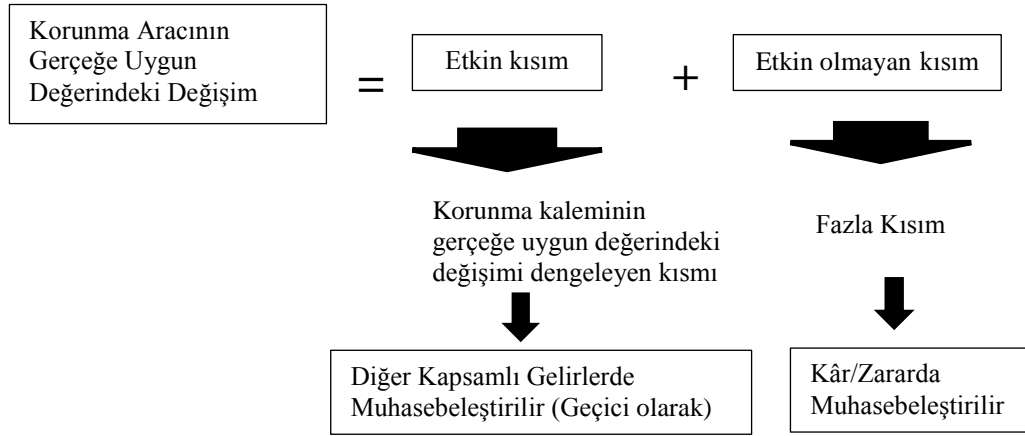 Korunma Aracının
Gerçeğe Uygun
Değerindeki Değişim
=
Etkin kısım
+
Etkin olmayan kısım
Korunma kaleminin
gerçeğe uygun değerindeki
değişimi dengeleyen kısmı
Fazla Kısım
Diğer Kapsamlı Gelirlerde
Muhasebeleştirilir (Geçici olarak)
Kâr/Zararda
Muhasebeleştirilir